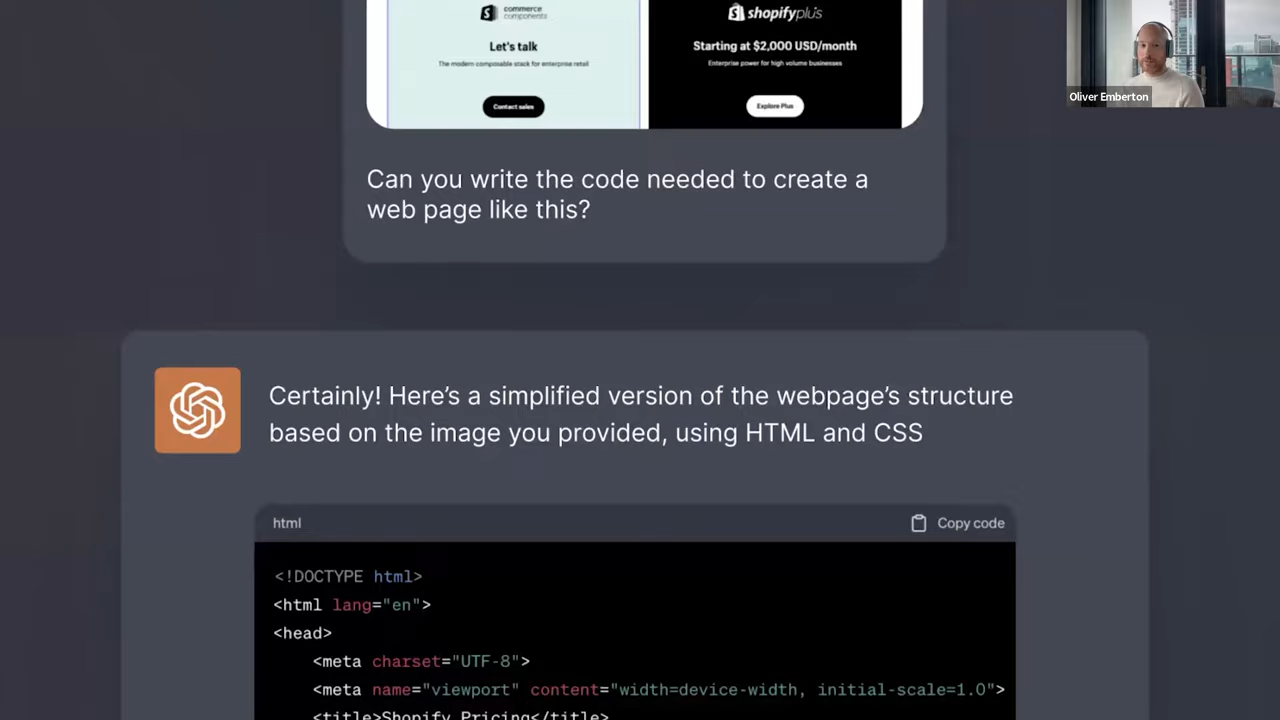 commerce
components
shopifyplus
Let's talk
Starting at $2,000 USD/month
The modern composable stack for enterprise retail
Enterprise power for high volume businesses
Contact sales
Explore Plus
Oliver Emberton
Can you write the code needed to create a
web page like this?
Certainly! Here’s a simplified version of the webpage’s structure
based on the image you provided, using HTML and CSS
html
Copy code
<!DOCTYPE html>
<html lang="en">
<head>
<meta charset="UTF-8">
<meta name="viewport" content="width=device-width, initial-scale=1.0">
<title>Shopify Pricing</title>